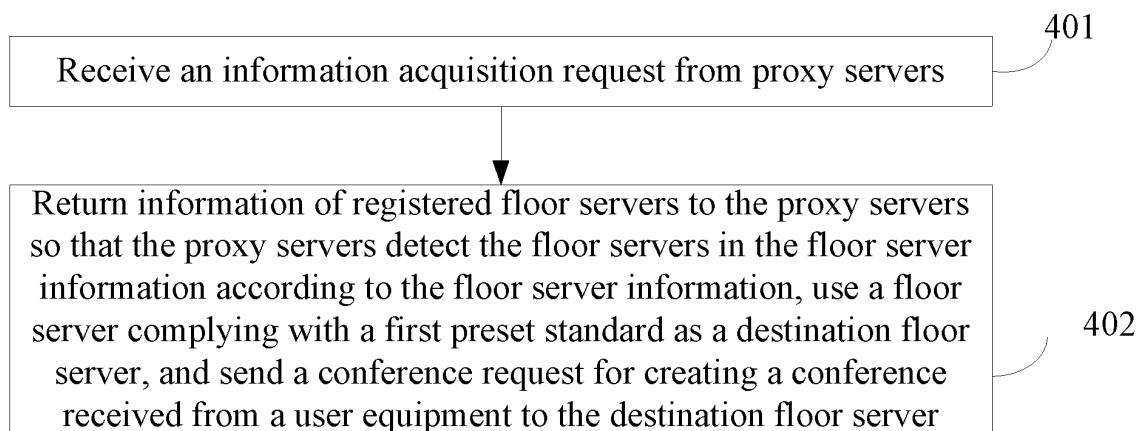 401
Receive an information acquisition request from proxy servers
Return information of registered floor servers to the proxy servers
so that the proxy servers detect the floor servers in the floor server
information according to the floor server information, use a floor
server complying with a first preset standard as a destination floor
server, and send a conference request for creating a conference
received from a user equipment to the destination floor server
402